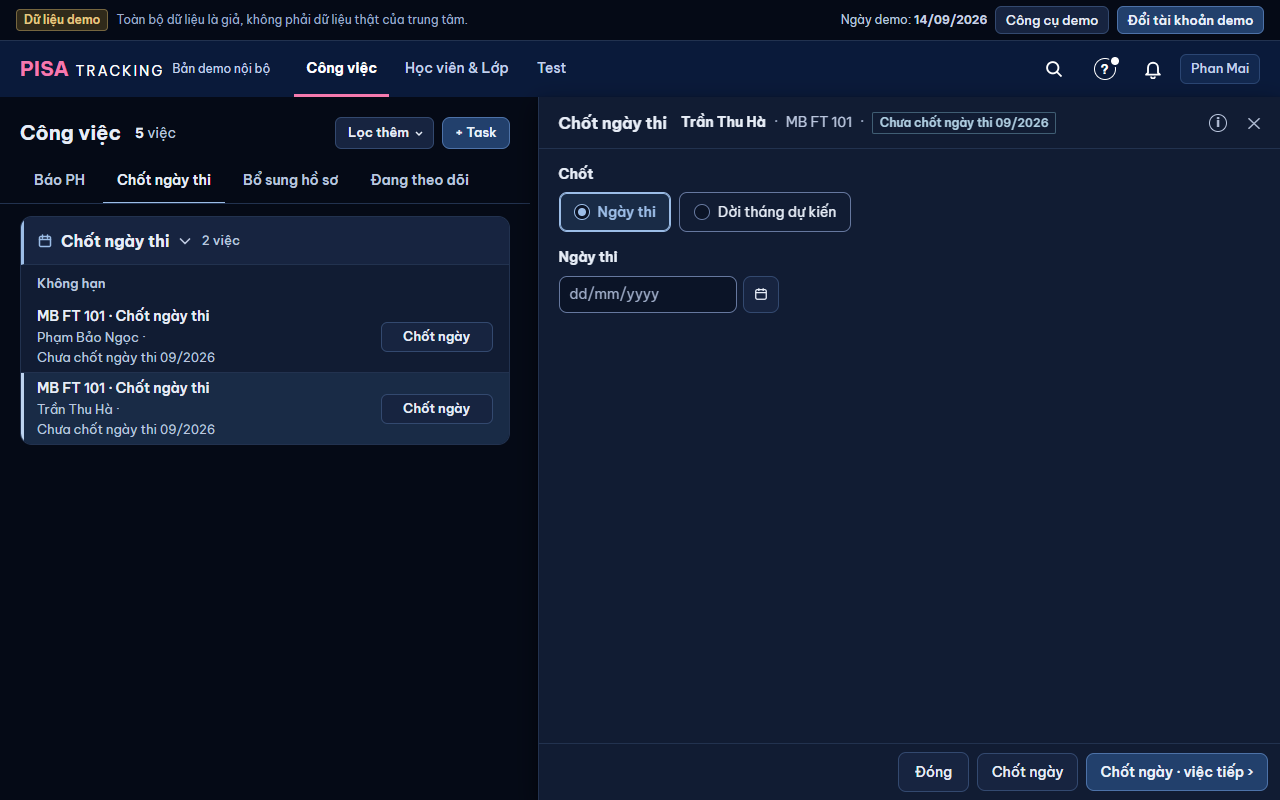 Dữ liệu demo Toàn bộ dữ liệu là giả, không phải dữ liệu thật của trung tâm. Ngày demo: 14/09/2026 Công cụ demo Đổi tài khoản demo
PISA TRACKING Bản demo nội bộ Công việc Học viên & Lớp Test ? Phan Mai
Công việc 5 việc Lọc thêm + Task
Báo PH Chốt ngày thi Bổ sung hồ sơ Đang theo dõi
Chốt ngày thi 2 việc
Không hạn
MB FT 101 · Chốt ngày thi
Phạm Bảo Ngọc ·
Chưa chốt ngày thi 09/2026
Chốt ngày
MB FT 101 · Chốt ngày thi
Trần Thu Hà ·
Chưa chốt ngày thi 09/2026
Chốt ngày
Chốt ngày thi Trần Thu Hà · MB FT 101 · Chưa chốt ngày thi 09/2026
Chốt
Ngày thi Dời tháng dự kiến
Ngày thi
dd/mm/yyyy
Đóng Chốt ngày Chốt ngày · việc tiếp ›